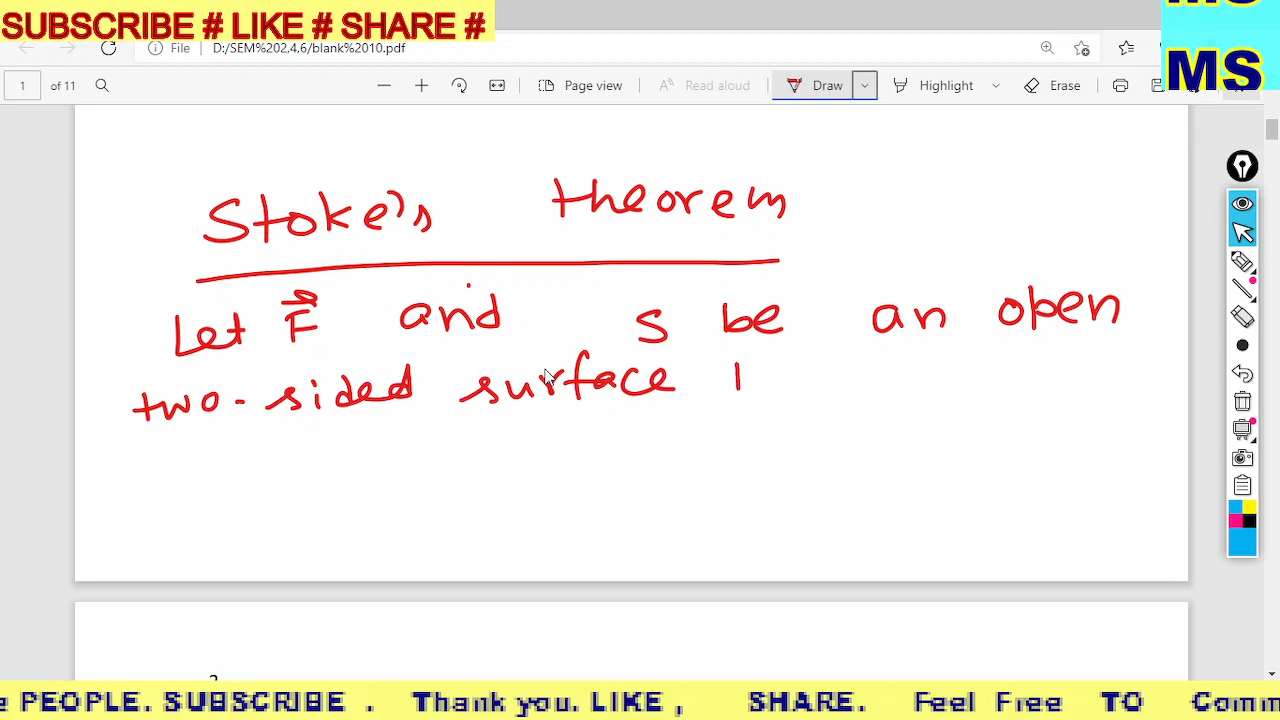 SUBSCRIBE # LIKE # SHARE #
MS
File D:/SEM%202,4,6/blank%2010.pdf
MS
1 of 11 Page view Read aloud Draw Highlight Erase
Stoke's theorem
Let F⃗ and S be an open
two-sided surface
PEOPLE. SUBSCRIBE . Thank you. LIKE , SHARE. Feel Free TO